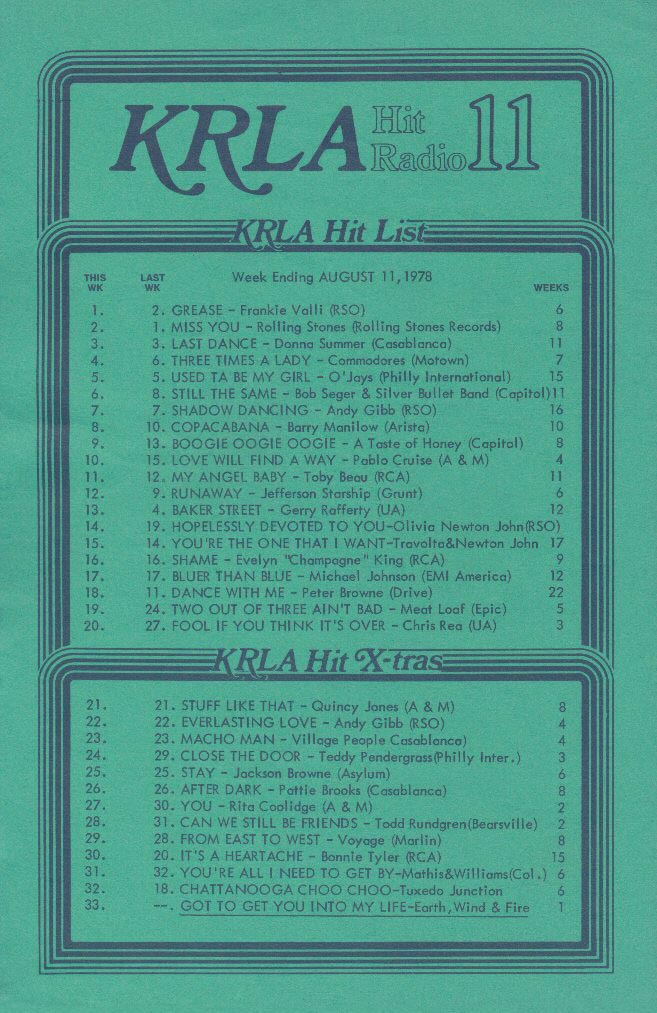 KRLA Hit Radio 11
KRLA Hit List
THIS WK LAST WK Week Ending AUGUST 11, 1978 WEEKS
1. 2. GREASE – Frankie Valli (RSO) 6
2. 1. MISS YOU – Rolling Stones (Rolling Stones Records) 8
3. 3. LAST DANCE – Donna Summer (Casablanca) 11
4. 6. THREE TIMES A LADY – Commodores (Motown) 7
5. 5. USED TA BE MY GIRL – O'Jays (Philly International) 15
6. 8. STILL THE SAME – Bob Seger & Silver Bullet Band (Capitol) 11
7. 7. SHADOW DANCING – Andy Gibb (RSO) 16
8. 10. COPACABANA – Barry Manilow (Arista) 10
9. 13. BOOGIE OOGIE OOGIE – A Taste of Honey (Capitol) 8
10. 15. LOVE WILL FIND A WAY – Pablo Cruise (A & M) 4
11. 12. MY ANGEL BABY – Toby Beau (RCA) 11
12. 9. RUNAWAY – Jefferson Starship (Grunt) 6
13. 4. BAKER STREET – Gerry Rafferty (UA) 12
14. 19. HOPELESSLY DEVOTED TO YOU–Olivia Newton John(RSO)
15. 14. YOU'RE THE ONE THAT I WANT–Travolta&Newton John 17
16. 16. SHAME – Evelyn "Champagne" King (RCA) 9
17. 17. BLUER THAN BLUE – Michael Johnson (EMI America) 12
18. 11. DANCE WITH ME – Peter Browne (Drive) 22
19. 24. TWO OUT OF THREE AIN'T BAD – Meat Loaf (Epic) 5
20. 27. FOOL IF YOU THINK IT'S OVER – Chris Rea (UA) 3
KRLA Hit X-tras
21. 21. STUFF LIKE THAT – Quincy Jones (A & M) 8
22. 22. EVERLASTING LOVE – Andy Gibb (RSO) 4
23. 23. MACHO MAN – Village People Casablanca) 4
24. 29. CLOSE THE DOOR – Teddy Pendergrass(Philly Inter.) 3
25. 25. STAY – Jackson Browne (Asylum) 6
26. 26. AFTER DARK – Pattie Brooks (Casablanca) 8
27. 30. YOU – Rita Coolidge (A & M) 2
28. 31. CAN WE STILL BE FRIENDS – Todd Rundgren(Bearsville) 2
29. 28. FROM EAST TO WEST – Voyage (Marlin) 8
30. 20. IT'S A HEARTACHE – Bonnie Tyler (RCA) 15
31. 32. YOU'RE ALL I NEED TO GET BY–Mathis&Williams(Col.) 6
32. 18. CHATTANOOGA CHOO CHOO–Tuxedo Junction 6
33. --. GOT TO GET YOU INTO MY LIFE–Earth, Wind & Fire 1